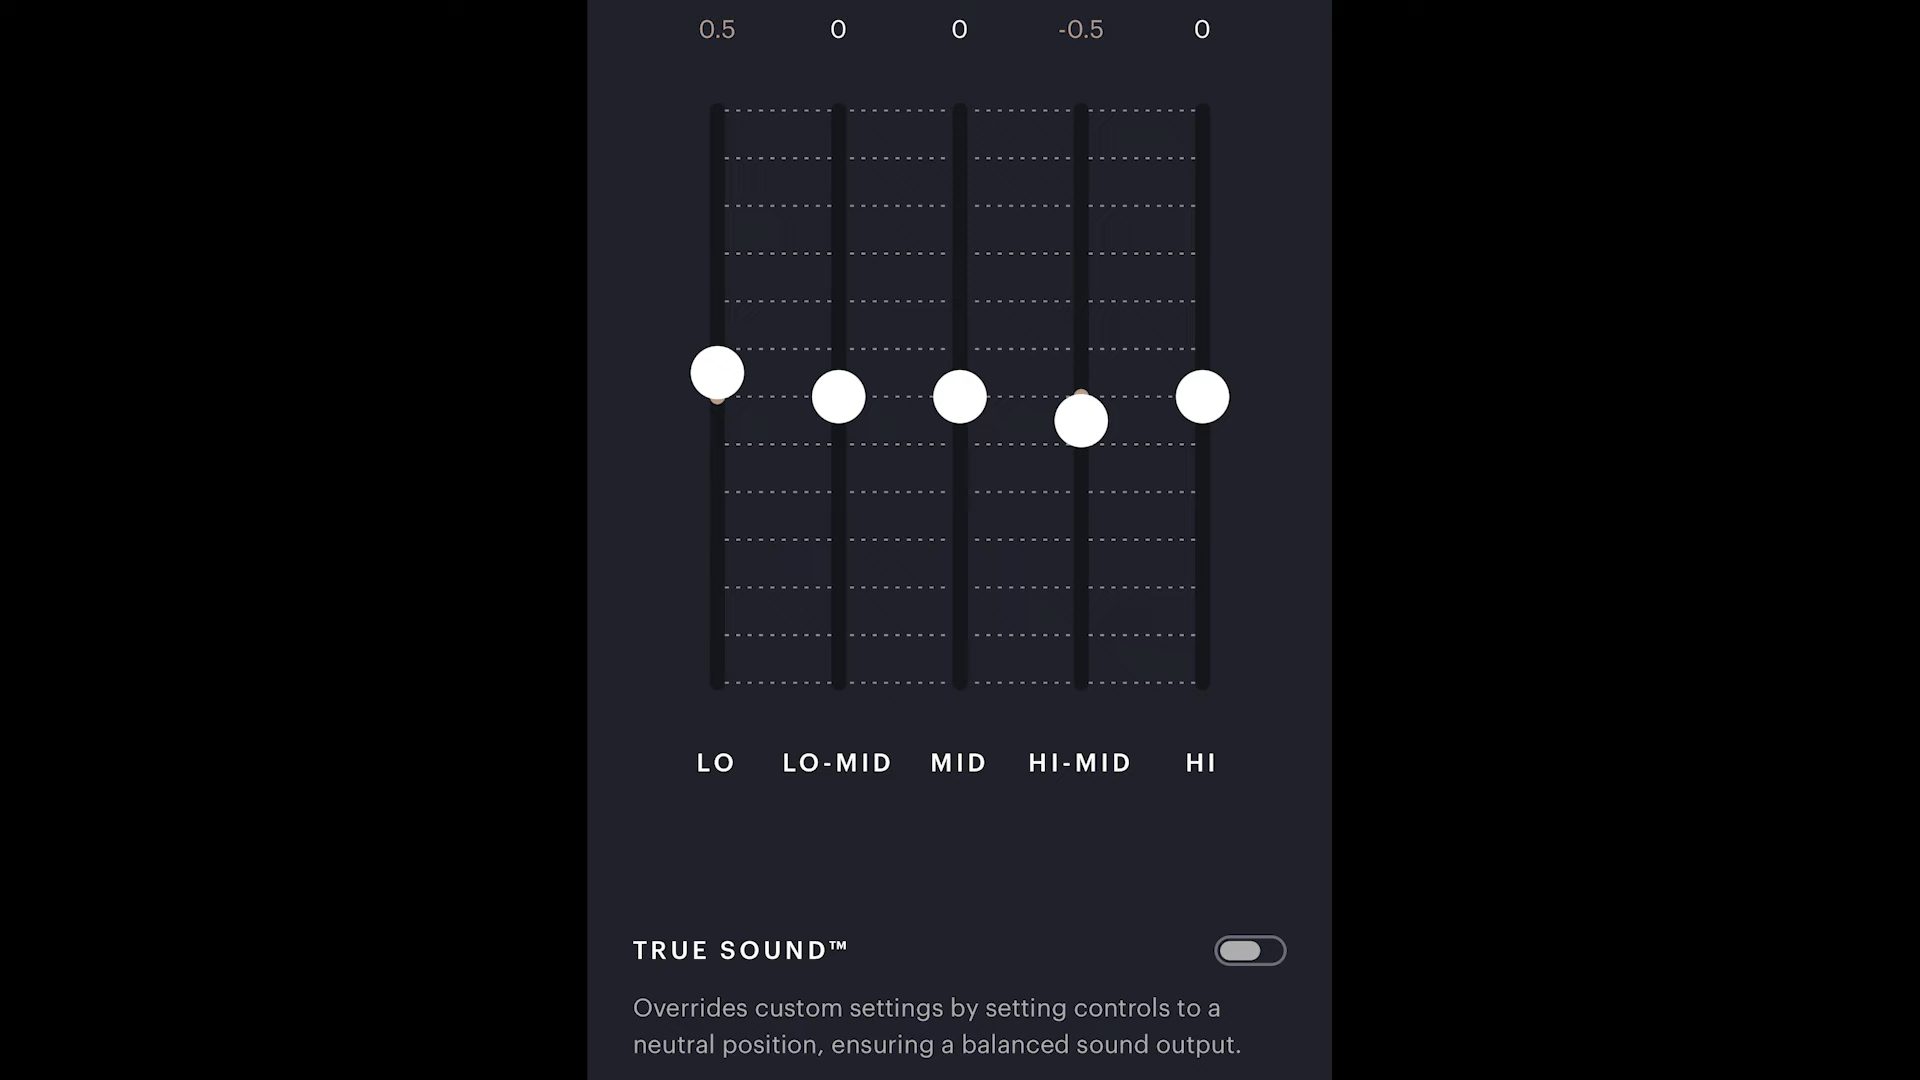 0.5 0 0 -0.5 0
LO LO-MID MID HI-MID HI
TRUE SOUND™
Overrides custom settings by setting controls to a
neutral position, ensuring a balanced sound output.